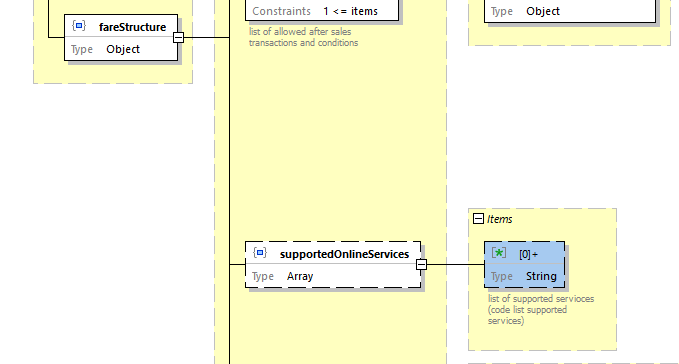 fareStructure
Type Object
Constraints 1 <= items
list of allowed after sales
transactions and conditions
Type Object
supportedOnlineServices
Type Array
Items
[0]+
Type String
list of supported servioces
(code list supported
services)